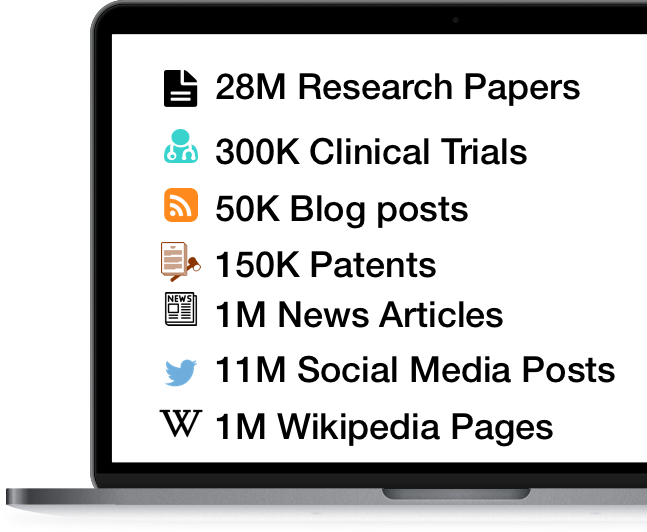 28M Research Papers
300K Clinical Trials
50K Blog posts
150K Patents
NEWS
1M News Articles
11M Social Media Posts
W 1M Wikipedia Pages